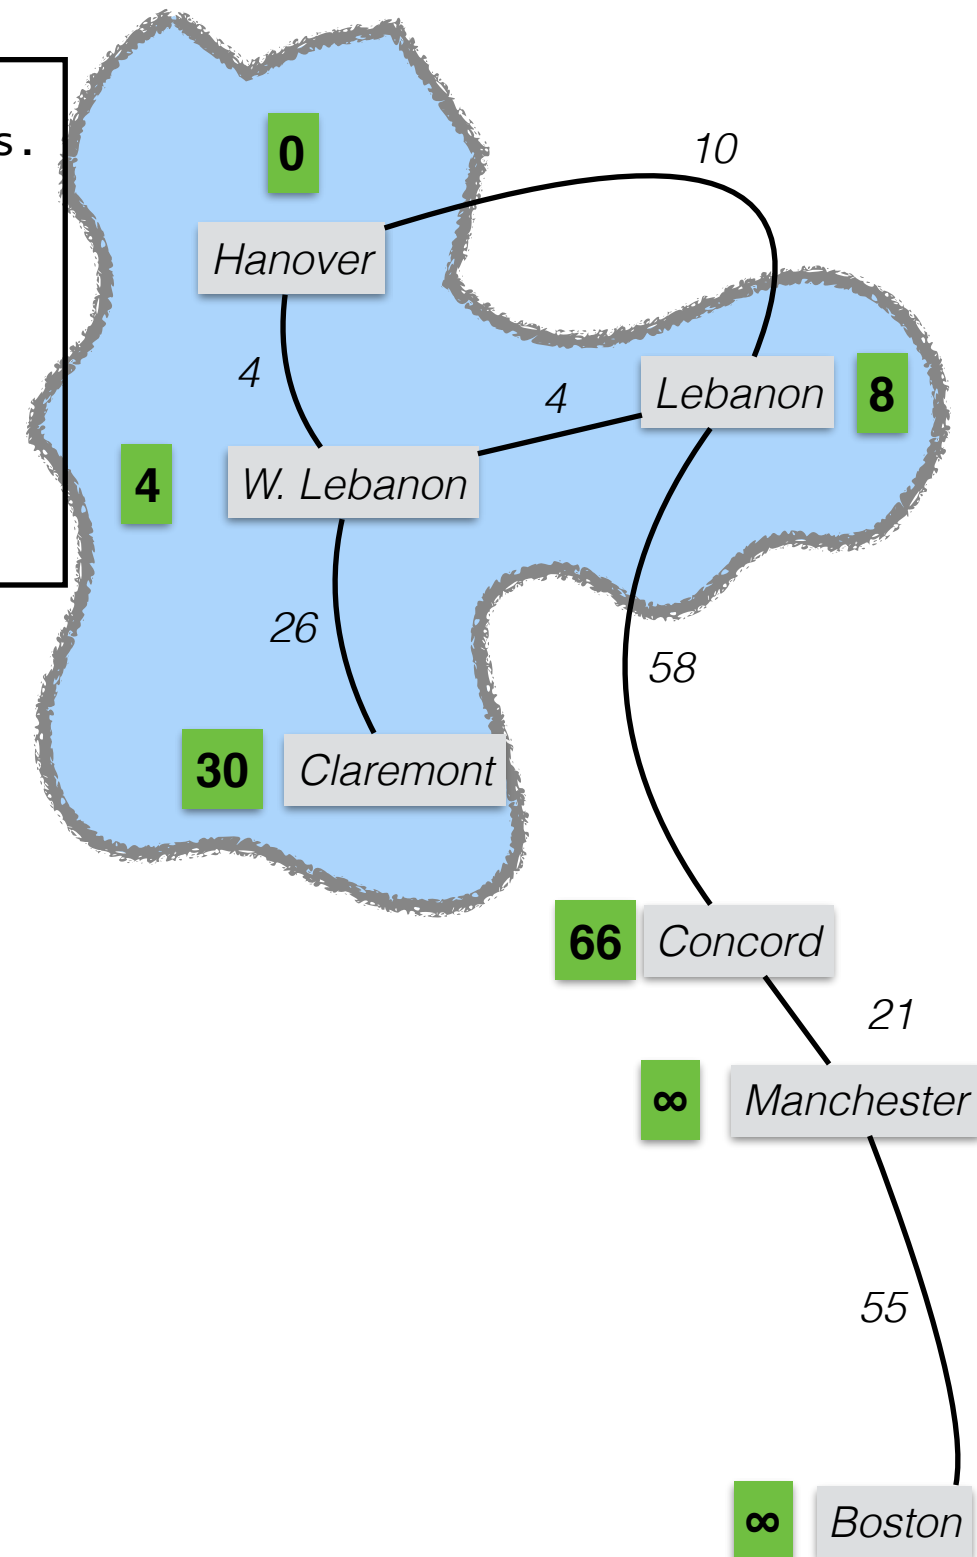 s.
0
10
Hanover
4
4
Lebanon
8
4
W. Lebanon
26
58
30
Claremont
66
Concord
21
∞
Manchester
55
∞
Boston